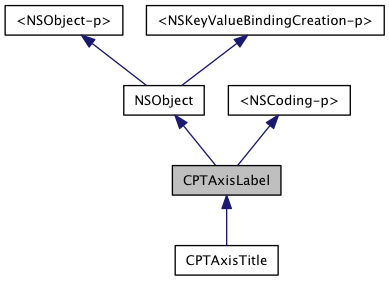 <NSObject-p>
<NSKeyValueBindingCreation-p>
NSObject
<NSCoding-p>
CPTAxisLabel
CPTAxisTitle